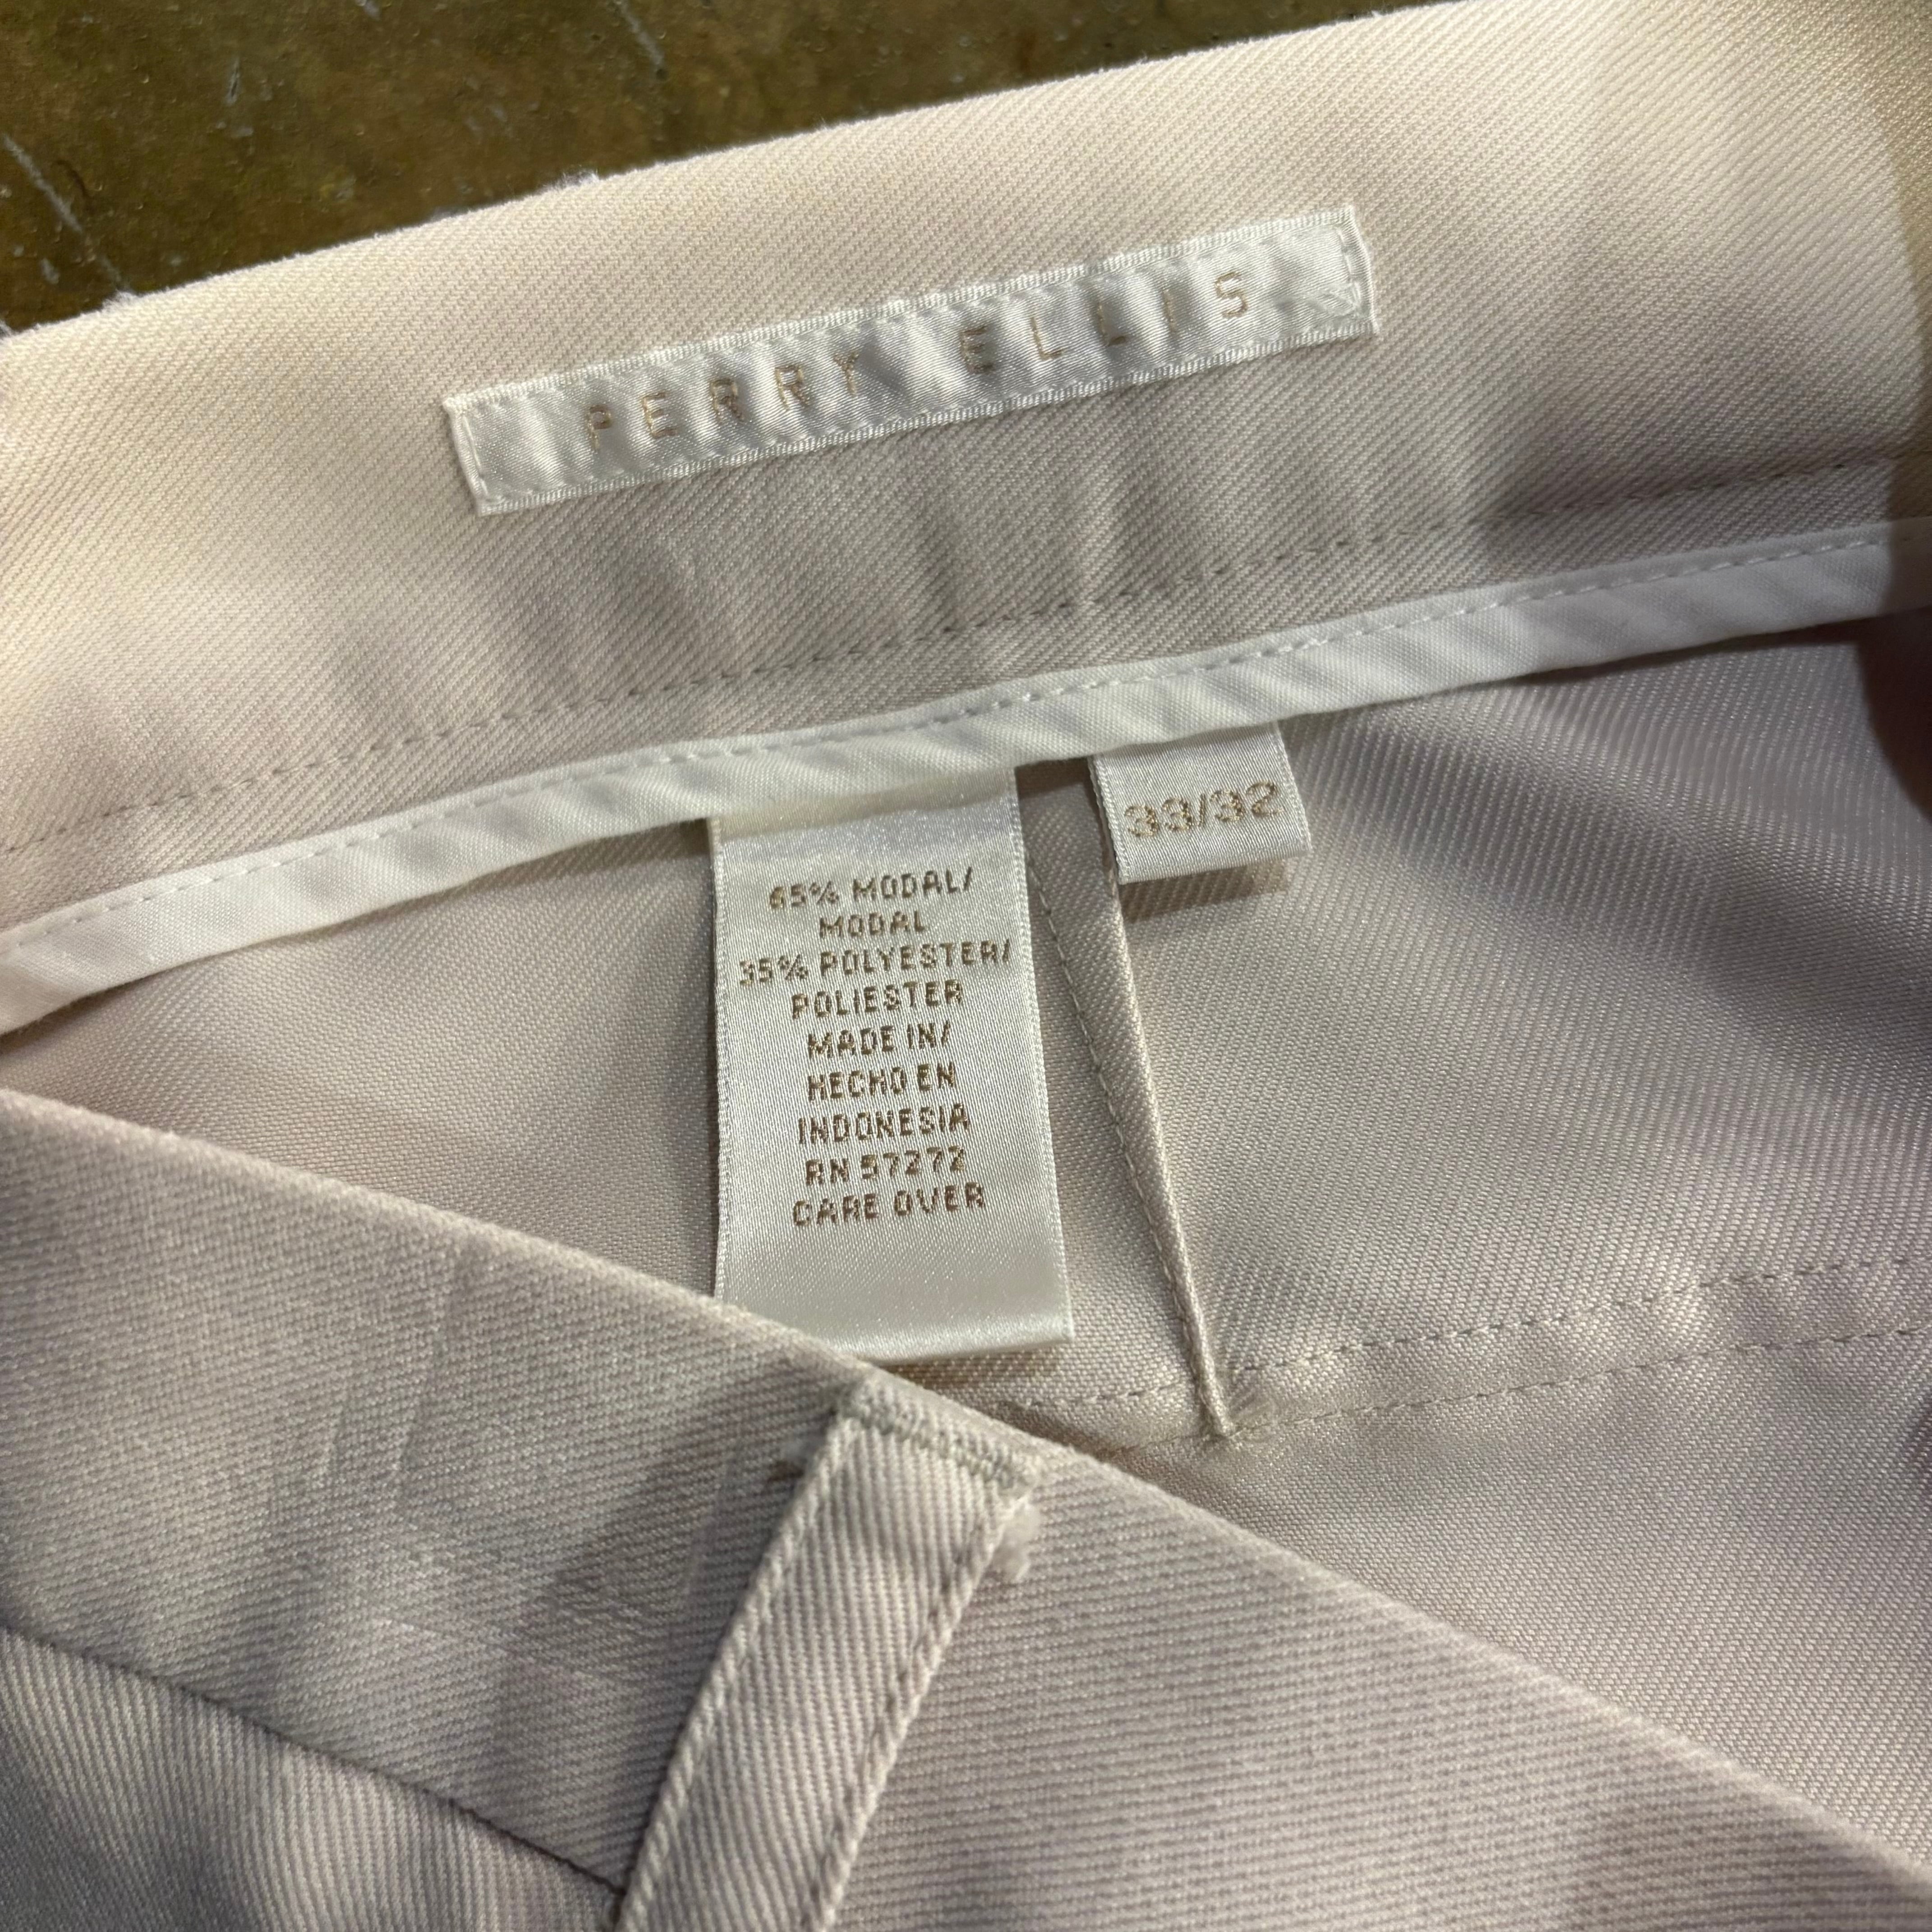 PERRY ELLIS
33/32
65% MODAL/
MODAL
35% POLYESTER/
POLIESTER
MADE IN/
HECHO EN
INDONESIA
RN 57272
CARE OVER